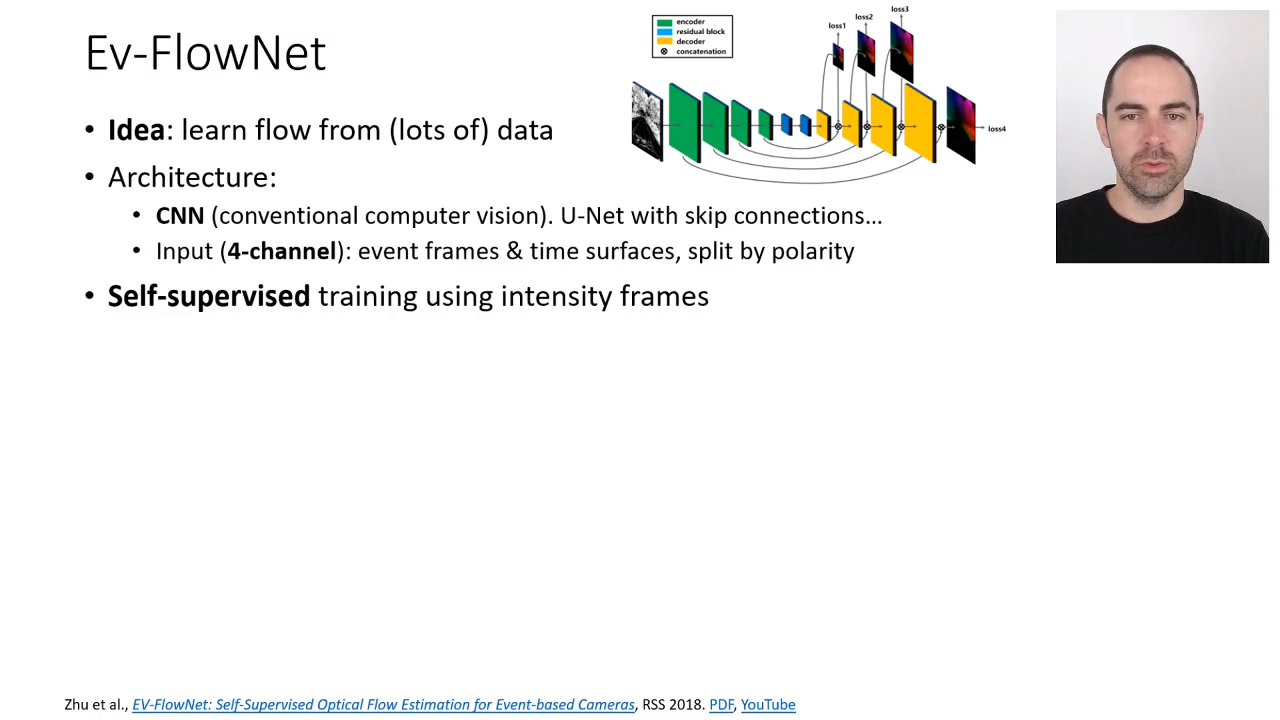 Ev-FlowNet
encoder
residual block
decoder
concatenation
loss1
loss2
loss3
loss4
• Idea: learn flow from (lots of) data
• Architecture:
• CNN (conventional computer vision). U-Net with skip connections…
• Input (4-channel): event frames & time surfaces, split by polarity
• Self-supervised training using intensity frames
Zhu et al., EV-FlowNet: Self-Supervised Optical Flow Estimation for Event-based Cameras, RSS 2018. PDF, YouTube